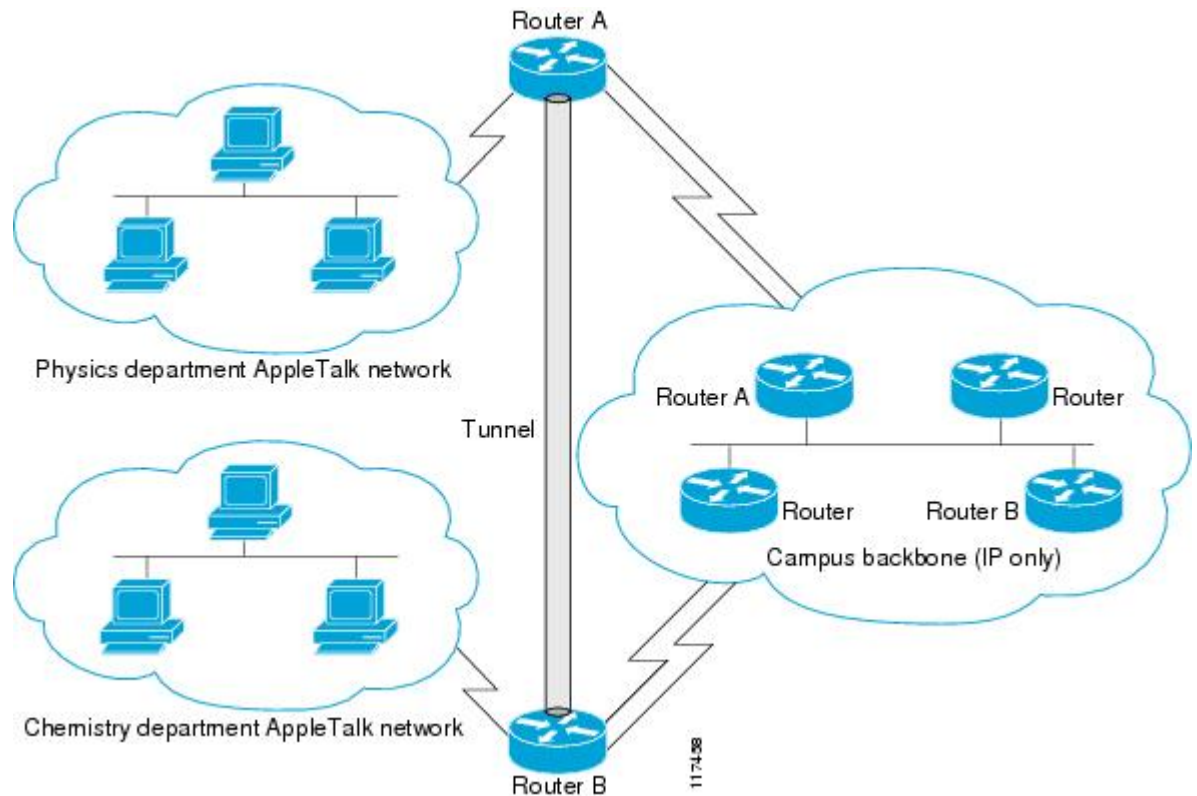 Router A
Physics department AppleTalk network
Router A
Router
Tunnel
Router
Router B
Campus backbone (IP only)
Chemistry department AppleTalk network
Router B
117458